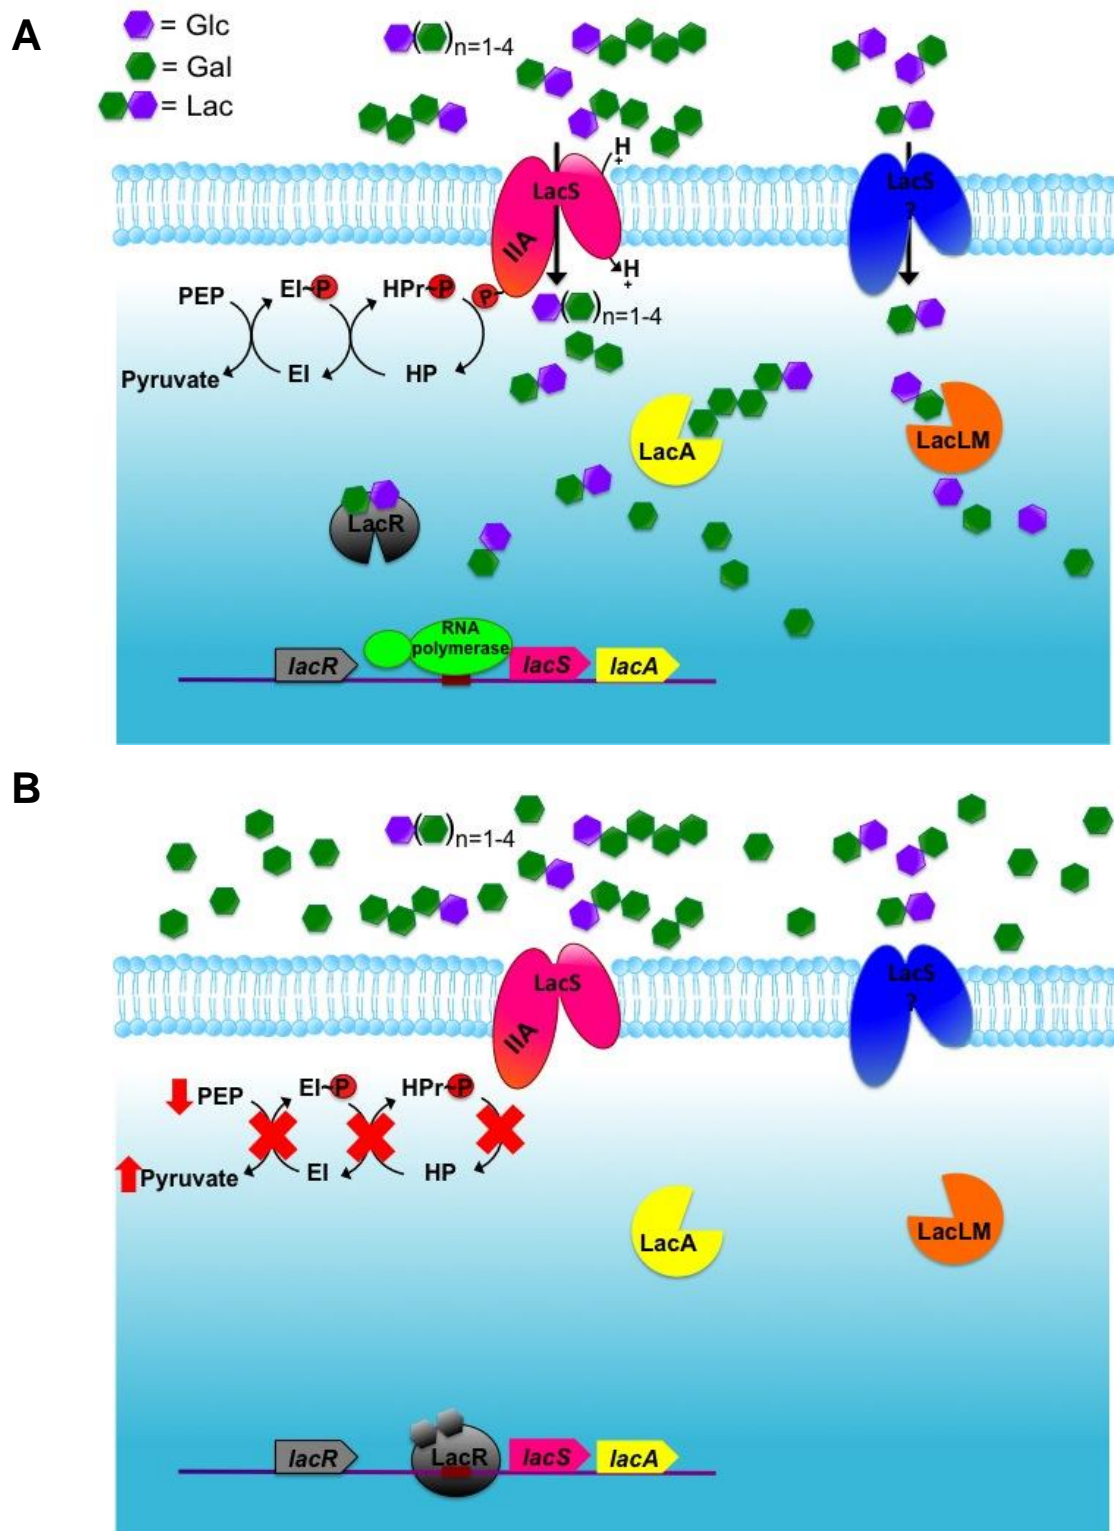 A
= Glc
= Gal
= Lac
( )n=1-4
H
+
LacS
IIA
H
+
LacS
?
PEP
EI~P
HPr~P
P~
( )n=1-4
Pyruvate
EI
HP
LacA
LacLM
LacR
RNA
polymerase
lacR
lacS
lacA
B
( )n=1-4
LacS
IIA
LacS
?
PEP
EI~P
HPr~P
Pyruvate
EI
HP
LacA
LacLM
LacR
lacR
lacS
lacA